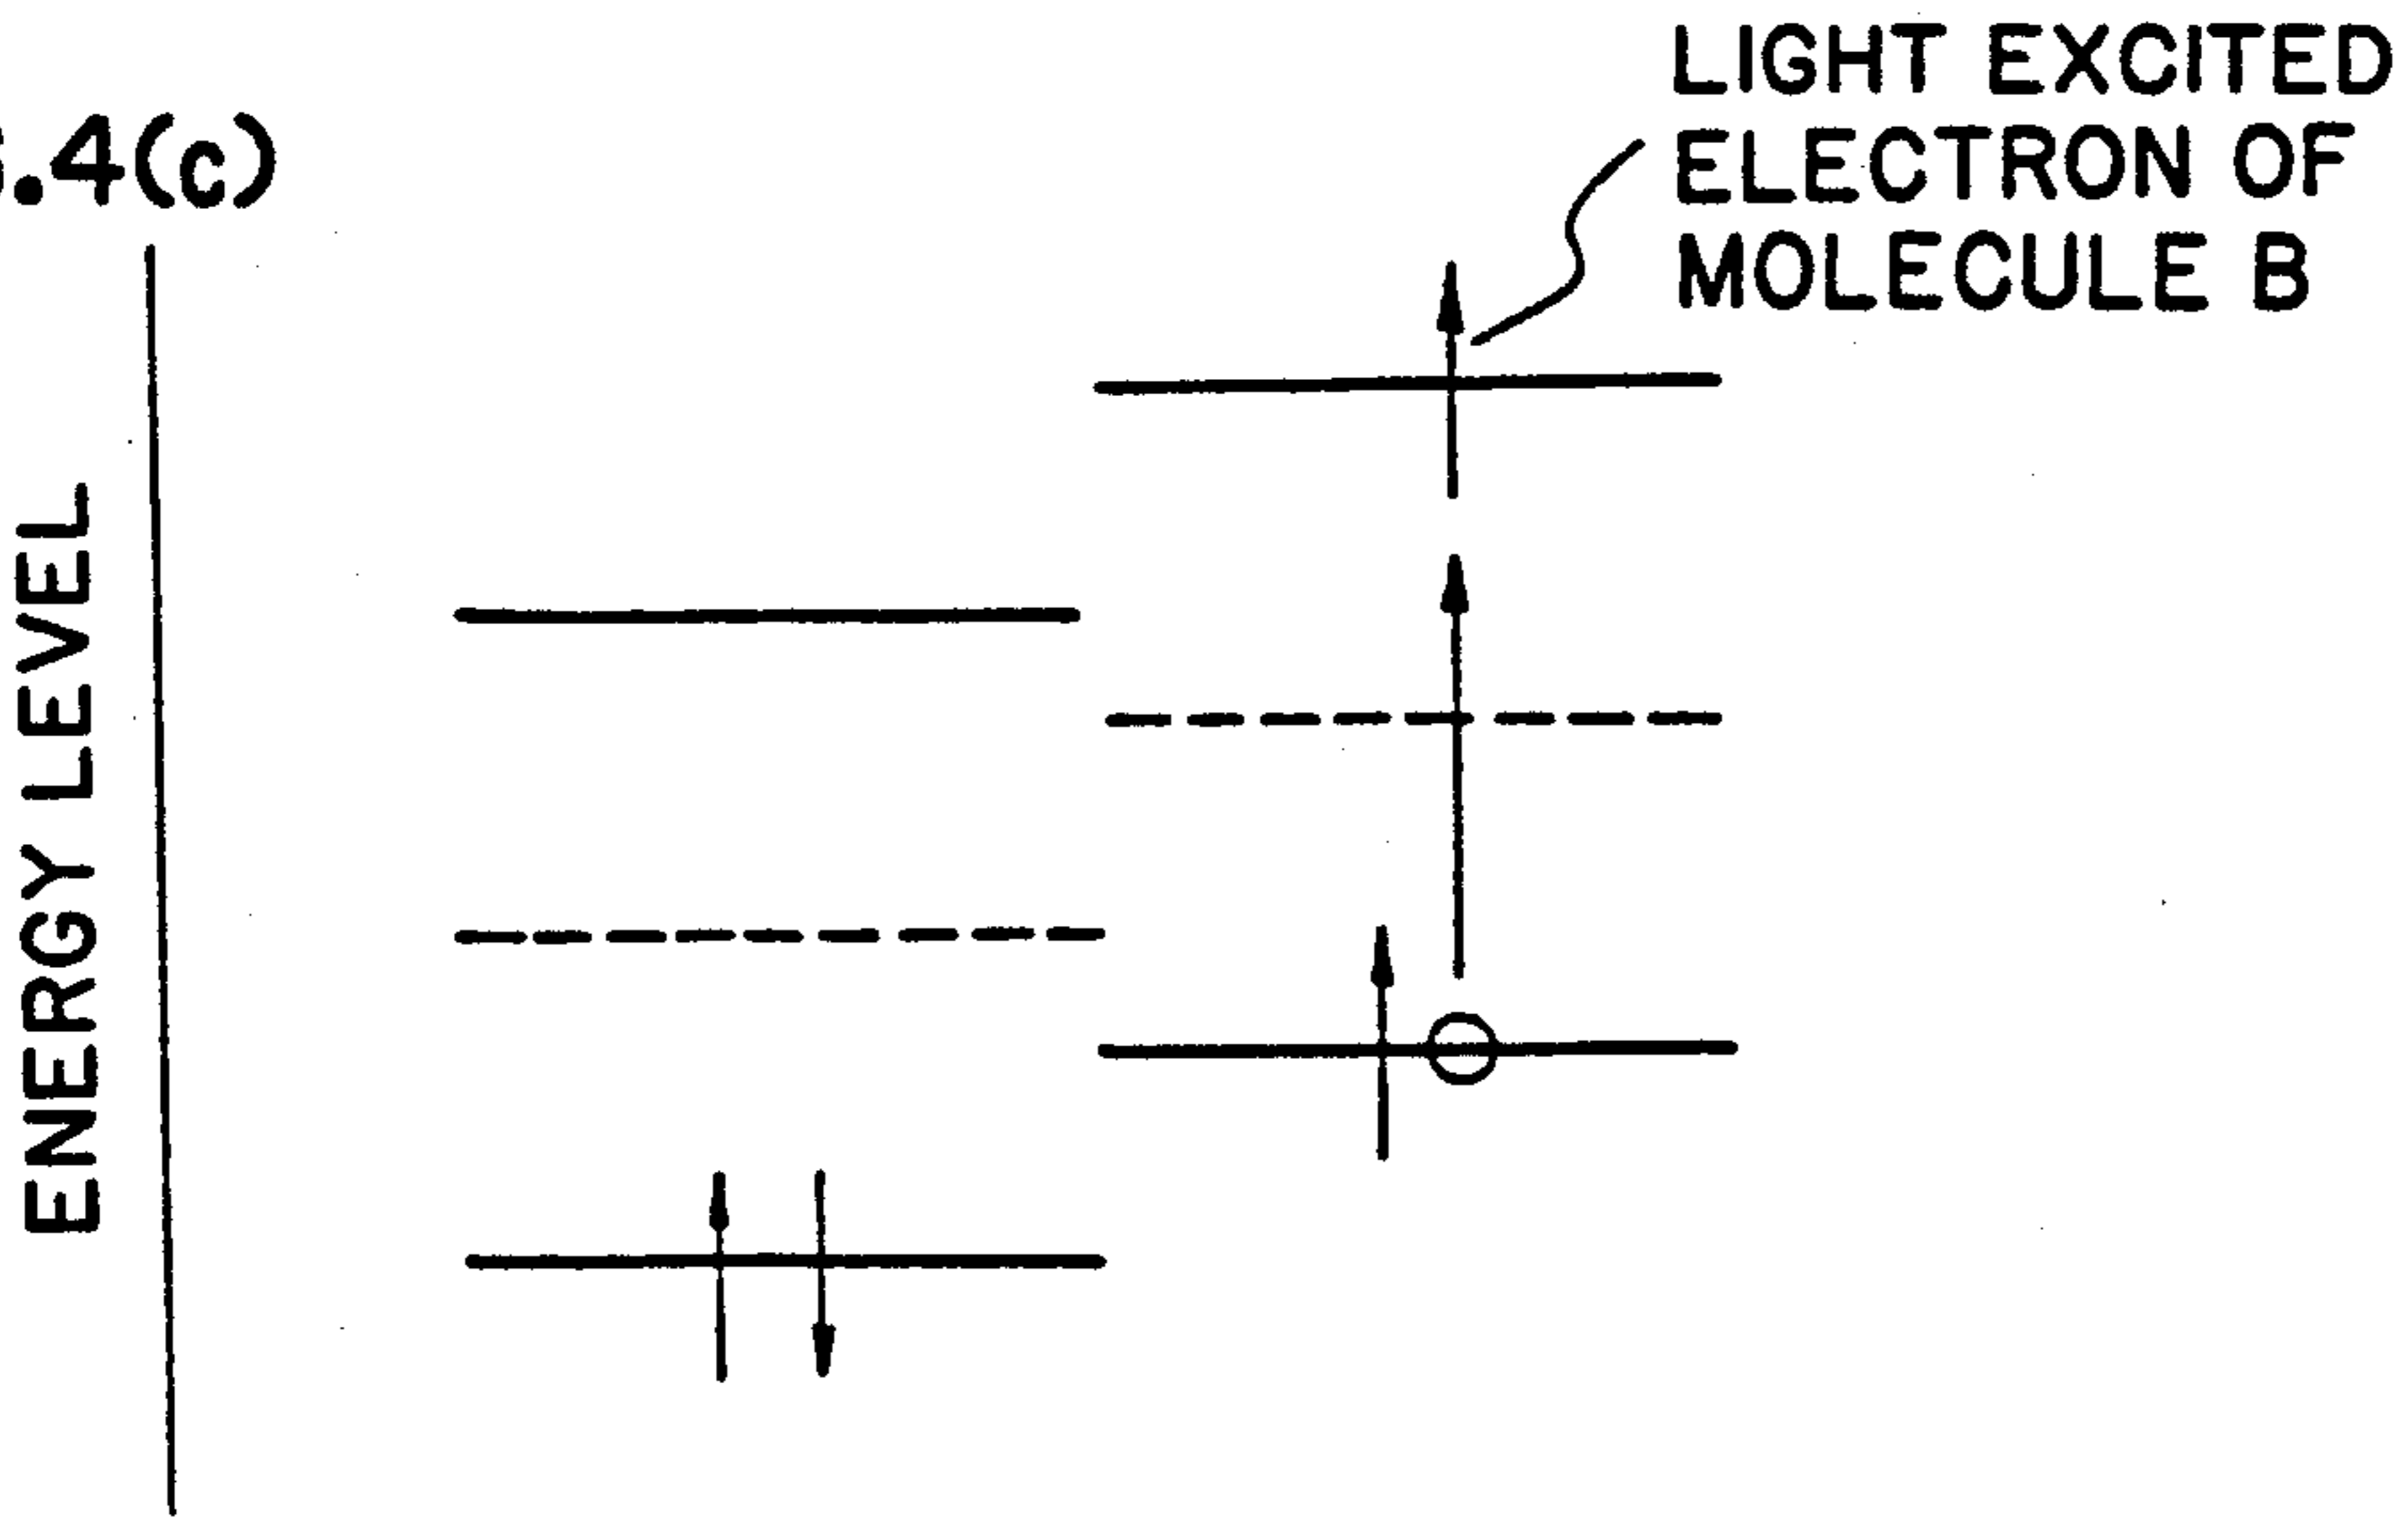 .4(c)
LIGHT EXCITED
ELECTRON OF
MOLECULE B
ENERGY LEVEL